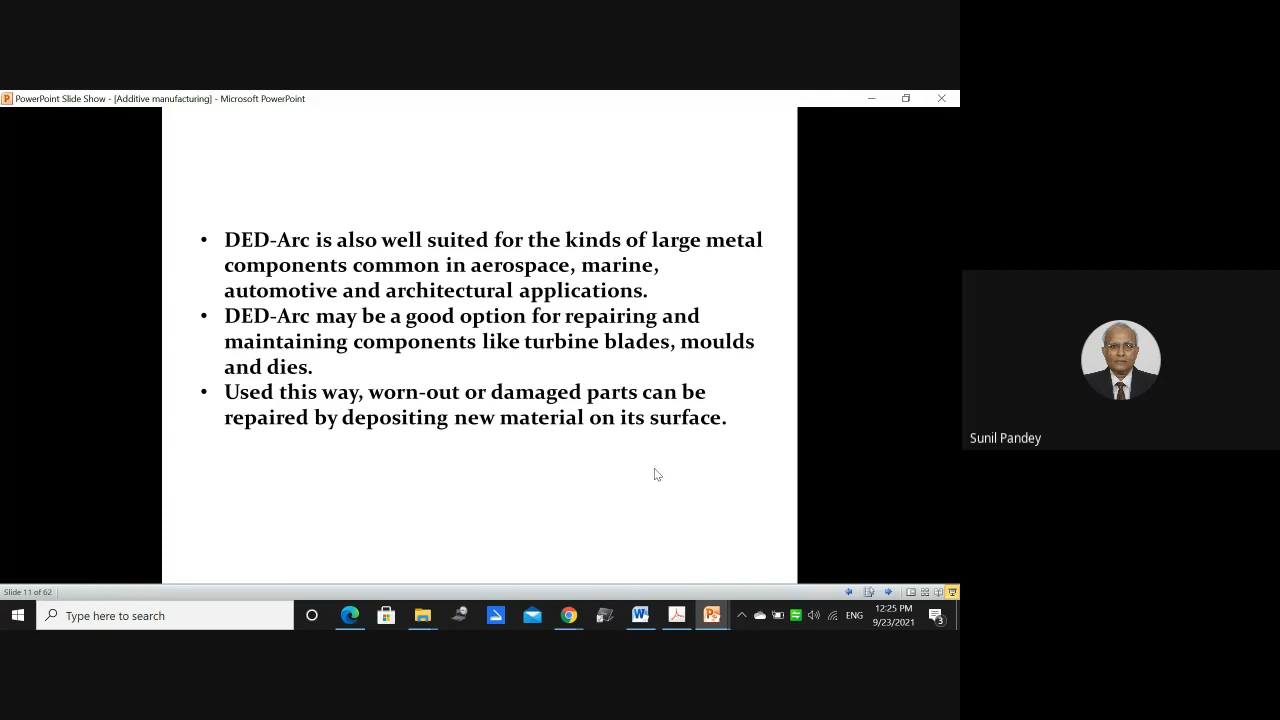 PowerPoint Slide Show - [Additive manufacturing] - Microsoft PowerPoint
• DED-Arc is also well suited for the kinds of large metal
components common in aerospace, marine,
automotive and architectural applications.
• DED-Arc may be a good option for repairing and
maintaining components like turbine blades, moulds
and dies.
• Used this way, worn-out or damaged parts can be
repaired by depositing new material on its surface.
Sunil Pandey
Slide 11 of 62
Type here to search
ENG
12:25 PM
9/23/2021
3